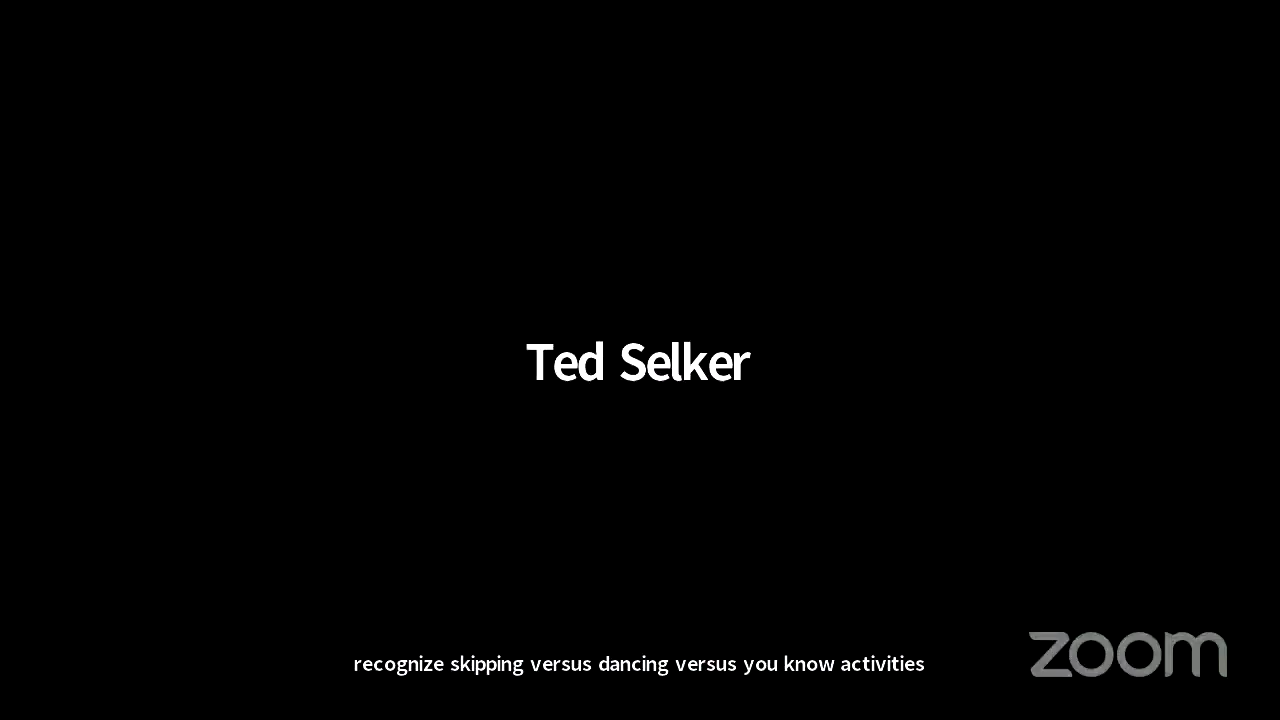 Ted Selker
recognize skipping versus dancing versus you know activities
zoom